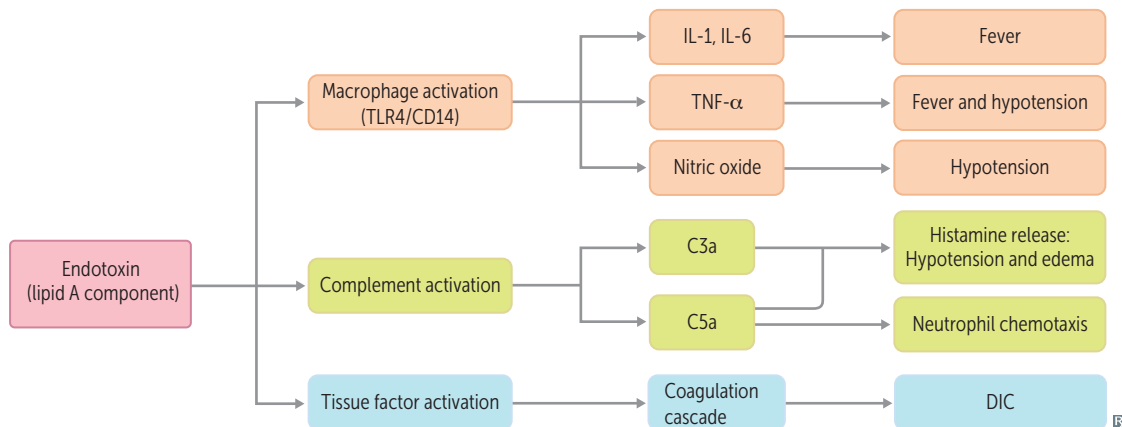 IL-1, IL-6
Fever
Macrophage activation
(TLR4/CD14)
TNF-α
Fever and hypotension
Nitric oxide
Hypotension
Endotoxin
(lipid A component)
Complement activation
C3a
Histamine release:
Hypotension and edema
C5a
Neutrophil chemotaxis
Tissue factor activation
Coagulation
cascade
DIC